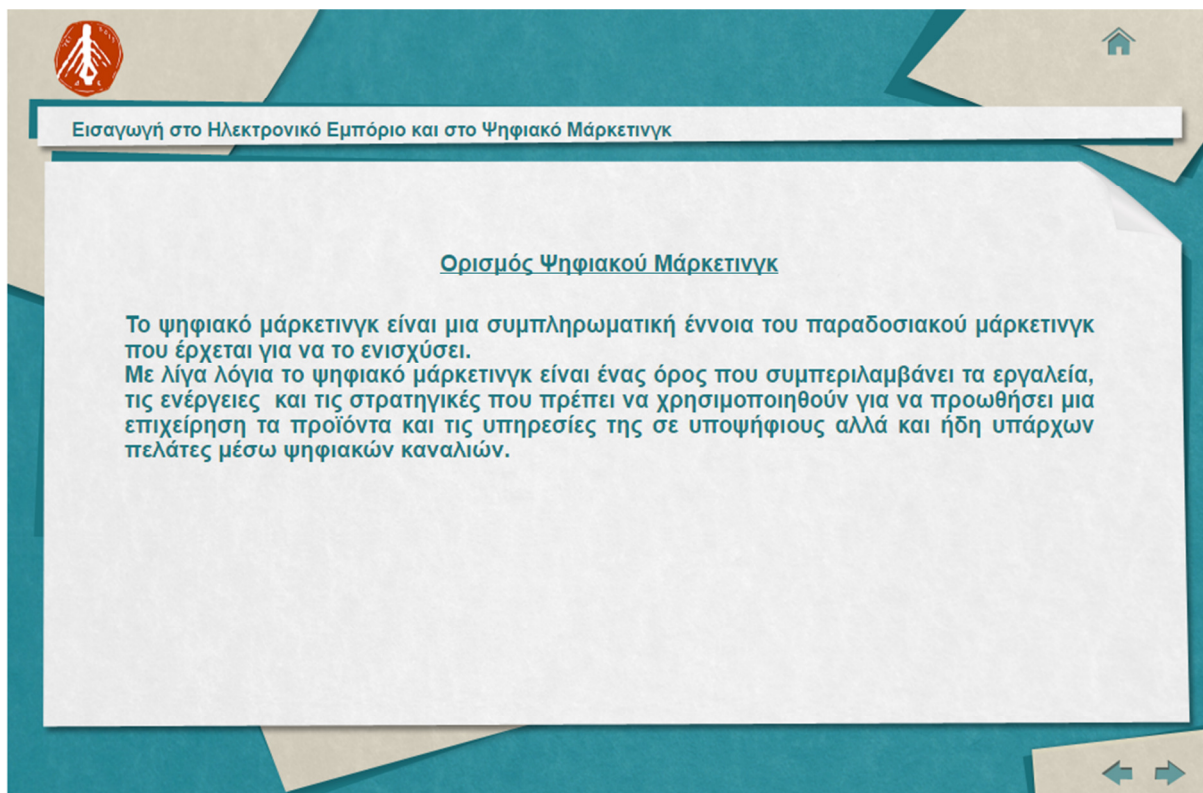 Εισαγωγή στο Ηλεκτρονικό Εμπόριο και στο Ψηφιακό Μάρκετινγκ
Ορισμός Ψηφιακού Μάρκετινγκ
Το ψηφιακό μάρκετινγκ είναι μια συμπληρωματική έννοια του παραδοσιακού μάρκετινγκ
που έρχεται για να το ενισχύσει.
Με λίγα λόγια το ψηφιακό μάρκετινγκ είναι ένας όρος που συμπεριλαμβάνει τα εργαλεία,
τις ενέργειες και τις στρατηγικές που πρέπει να χρησιμοποιηθούν για να προωθήσει μια
επιχείρηση τα προϊόντα και τις υπηρεσίες της σε υποψήφιους αλλά και ήδη υπάρχων
πελάτες μέσω ψηφιακών καναλιών.